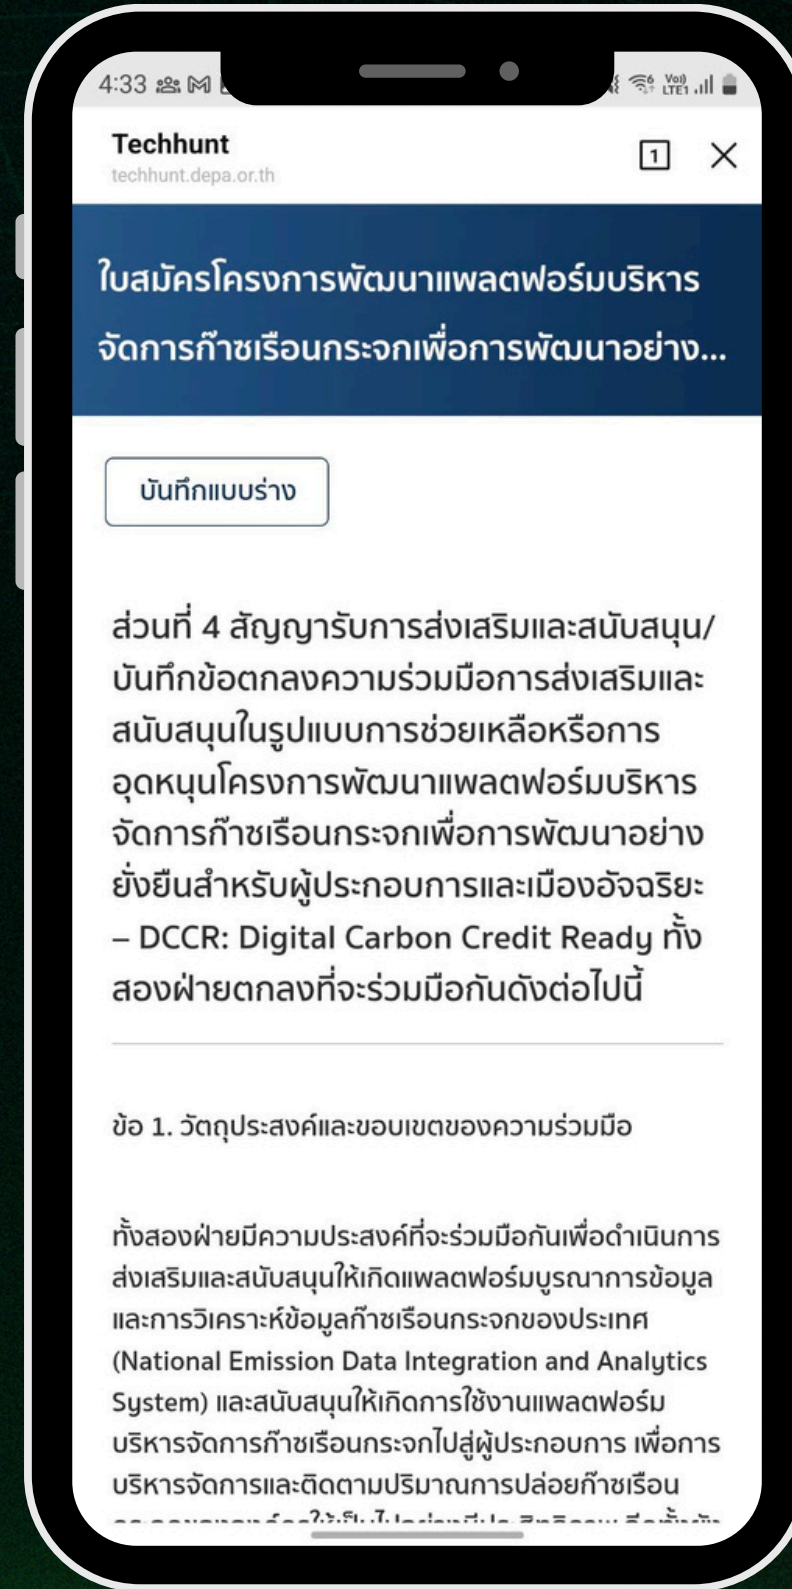 4:33
LTE1
Techhunt
1
techhunt.depa.or.th
ใบสมัครโครงการพัฒนาแพลตฟอร์มบริหาร
จัดการก๊าซเรือนกระจกเพื่อการพัฒนาอย่าง...
บันทึกแบบร่าง
ส่วนที่ 4 สัญญารับการส่งเสริมและสนับสนุน/
บันทึกข้อตกลงความร่วมมือการส่งเสริมและ
สนับสนุนในรูปแบบการช่วยเหลือหรือการ
อุดหนุนโครงการพัฒนาแพลตฟอร์มบริหาร
จัดการก๊าซเรือนกระจกเพื่อการพัฒนาอย่าง
ยั่งยืนสำหรับผู้ประกอบการและเมืองอัจฉริยะ
– DCCR: Digital Carbon Credit Ready ทั้ง
สองฝ่ายตกลงที่จะร่วมมือกันดังต่อไปนี้
ข้อ 1. วัตถุประสงค์และขอบเขตของความร่วมมือ
ทั้งสองฝ่ายมีความประสงค์ที่จะร่วมมือกันเพื่อดำเนินการ
ส่งเสริมและสนับสนุนให้เกิดแพลตฟอร์มบูรณาการข้อมูล
และการวิเคราะห์ข้อมูลก๊าซเรือนกระจกของประเทศ
(National Emission Data Integration and Analytics
System) และสนับสนุนให้เกิดการใช้งานแพลตฟอร์ม
บริหารจัดการก๊าซเรือนกระจกไปสู่ผู้ประกอบการ เพื่อการ
บริหารจัดการและติดตามปริมาณการปล่อยก๊าซเรือน